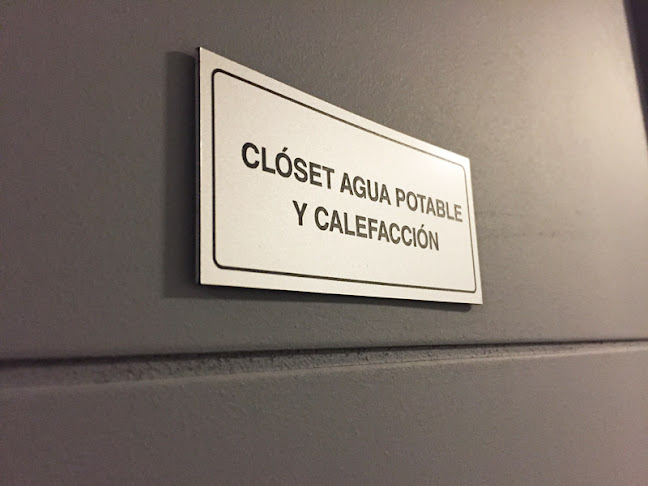 CLÓSET AGUA POTABLE
Y CALEFACCIÓN